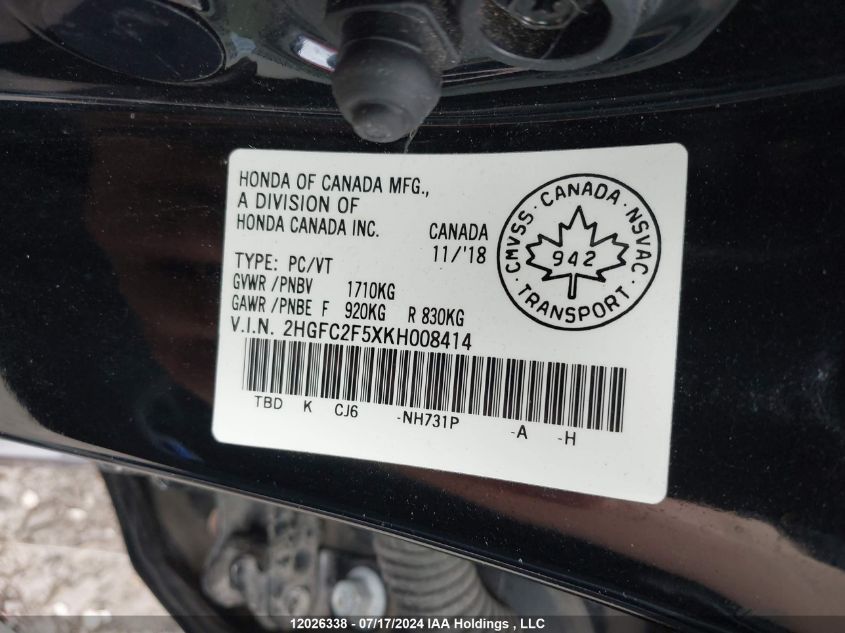 HONDA OF CANADA MFG.,
A DIVISION OF
HONDA CANADA INC.
CANADA
11/'18
TYPE: PC/VT
GVWR /PNBV 1710KG
GAWR /PNBE F 920KG R 830KG
V.I.N. 2HGFC2F5XKH008414
TBD K CJ6 -NH731P -A -H
CMVSS · CANADA · NSVAC
942
· TRANSPORT ·
12026338 - 07/17/2024 IAA Holdings , LLC